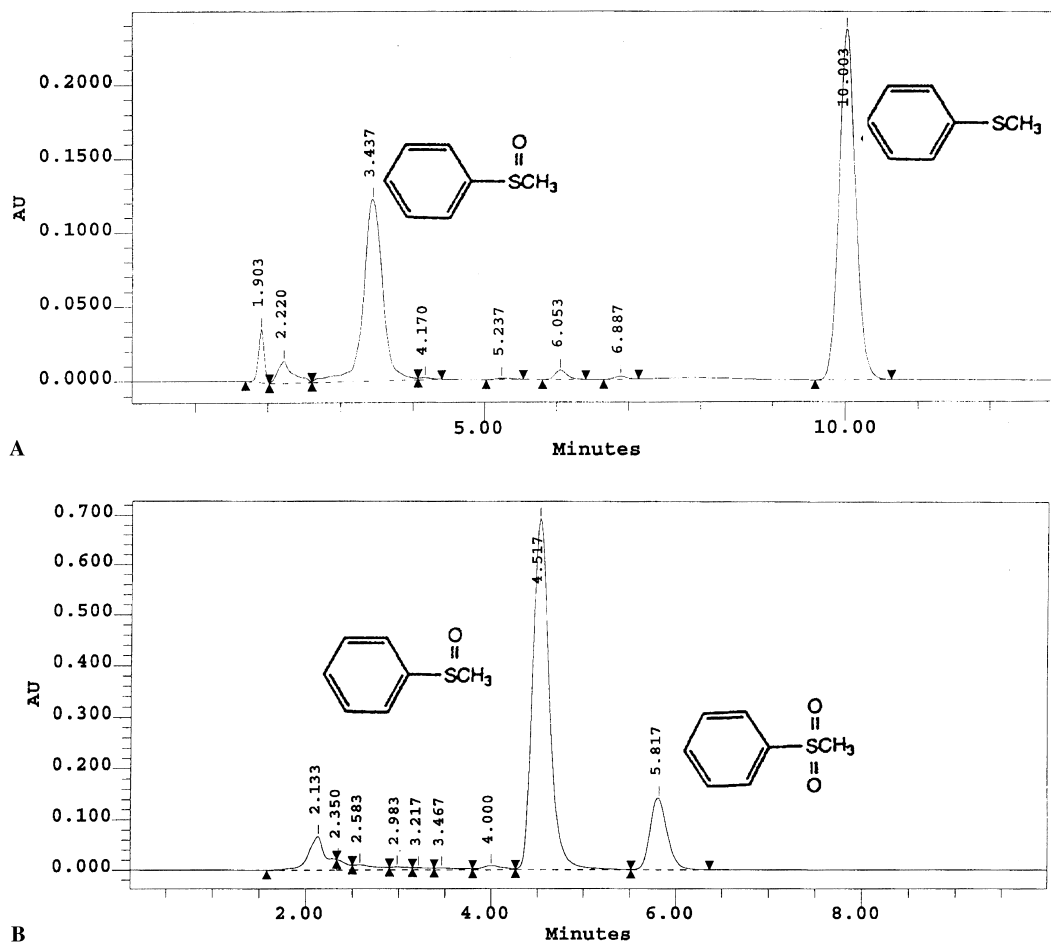 0.2000
0.1500
0.1000
0.0500
0.0000
AU
1.903
2.220
3.437
4.170
5.237
6.053
6.887
10.003
O
SCH3
SCH3
5.00
10.00
Minutes
A
0.700
0.600
0.500
0.400
0.300
0.200
0.100
0.000
AU
2.133
2.350
2.583
2.983
3.217
3.467
4.000
4.517
5.817
O
SCH3
O
SCH3
O
2.00
4.00
6.00
8.00
Minutes
B